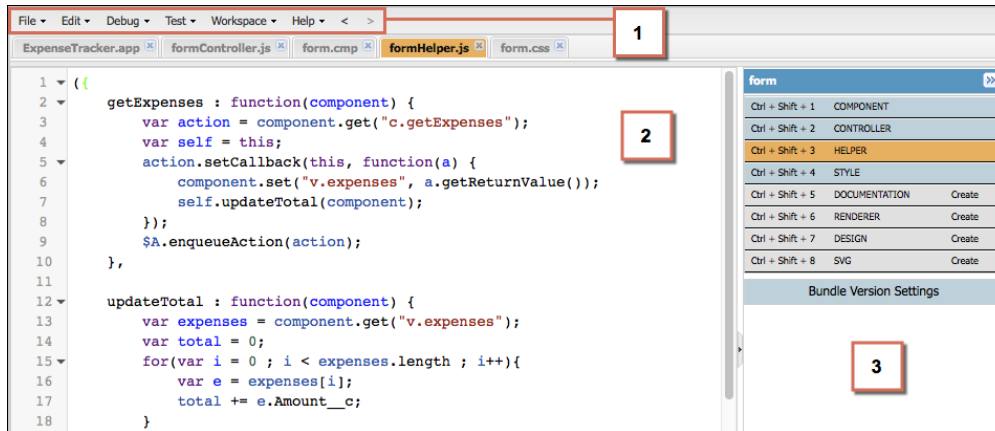 File ▾ Edit ▾ Debug ▾ Test ▾ Workspace ▾ Help ▾ < >
1
ExpenseTracker.app formController.js form.cmp formHelper.js form.css
1 ({
2 getExpenses : function(component) {
3 var action = component.get("c.getExpenses");
4 var self = this;
5 action.setCallback(this, function(a) {
6 component.set("v.expenses", a.getReturnValue());
7 self.updateTotal(component);
8 });
9 $A.enqueueAction(action);
10 },
11
12 updateTotal : function(component) {
13 var expenses = component.get("v.expenses");
14 var total = 0;
15 for(var i = 0 ; i < expenses.length ; i++){
16 var e = expenses[i];
17 total += e.Amount__c;
18 }
2
form »
Ctrl + Shift + 1 COMPONENT
Ctrl + Shift + 2 CONTROLLER
Ctrl + Shift + 3 HELPER
Ctrl + Shift + 4 STYLE
Ctrl + Shift + 5 DOCUMENTATION Create
Ctrl + Shift + 6 RENDERER Create
Ctrl + Shift + 7 DESIGN Create
Ctrl + Shift + 8 SVG Create
Bundle Version Settings
3